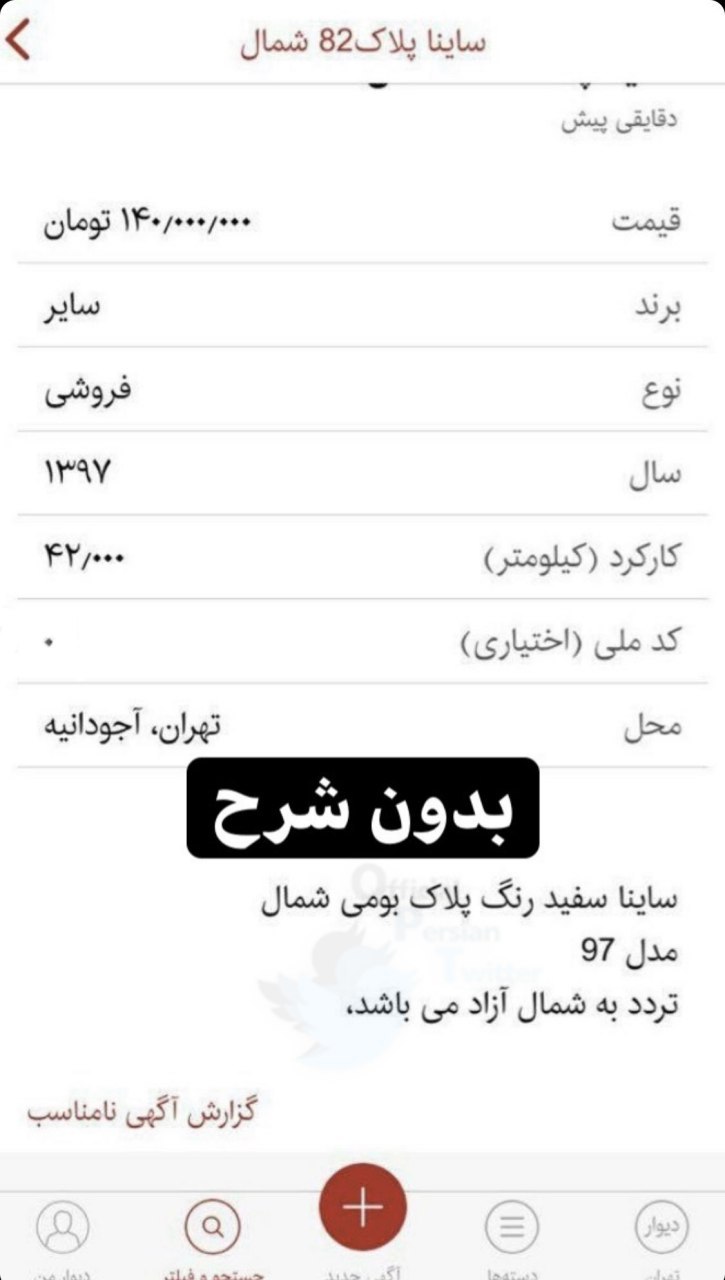 ساینا پلاک82 شمال
دقایقی پیش
قیمت ۱۴۰٫۰۰۰٫۰۰۰ تومان
برند سایر
نوع فروشی
سال ۱۳۹۷
کارکرد (کیلومتر) ۴۲٫۰۰۰
کد ملی (اختیاری) ۰
محل تهران، آجودانیه
بدون شرح
Official
Persian
Twitter
ساینا سفید رنگ پلاک بومی شمال
مدل 97
تردد به شمال آزاد می باشد،
گزارش آگهی نامناسب
دیوار
تهران دسته‌ها آگهی جدید جستجو و فیلتر دیوار من